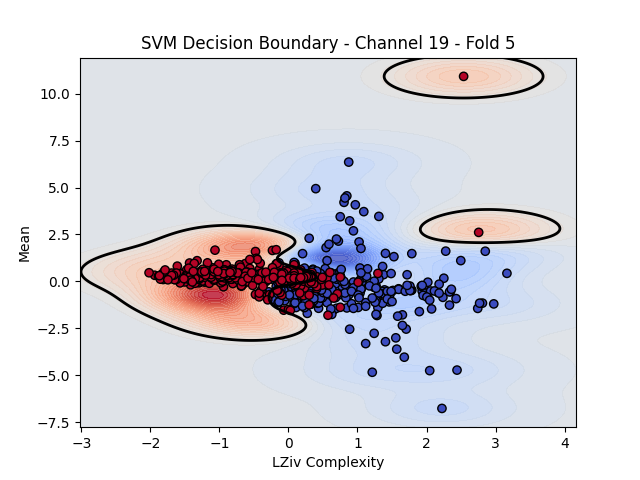 SVM Decision Boundary - Channel 19 - Fold 5
10.0
7.5
5.0
2.5
0.0
−2.5
−5.0
−7.5
Mean
−3 −2 −1 0 1 2 3 4
LZiv Complexity